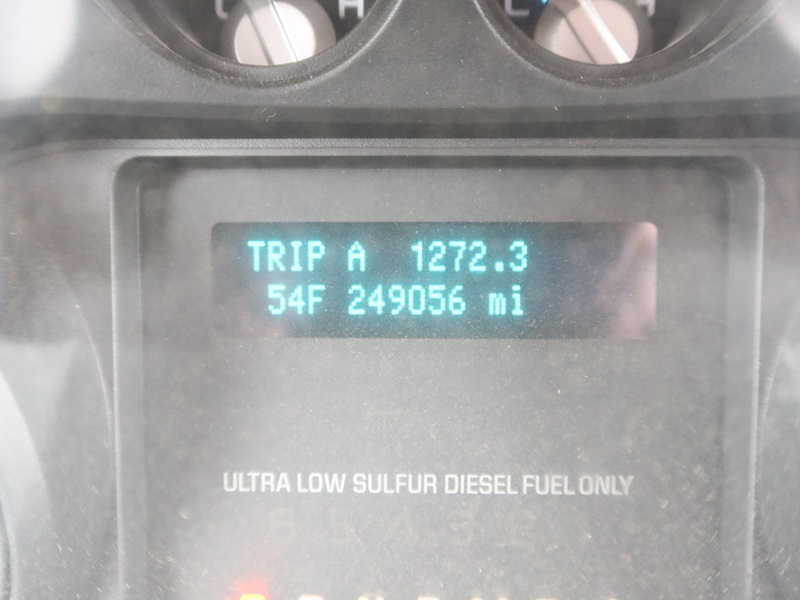 C H C H
TRIP A 1272.3
54F 249056 mi
ULTRA LOW SULFUR DIESEL FUEL ONLY